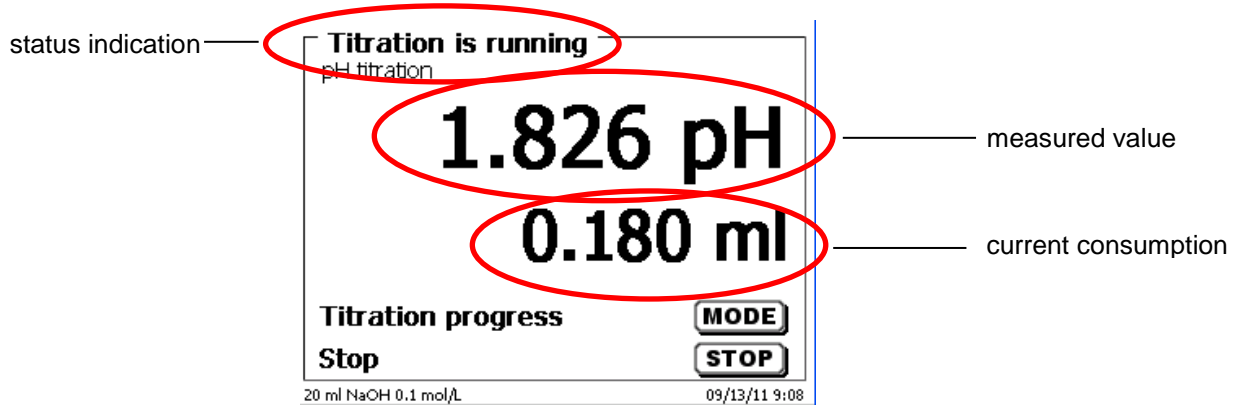 status indication
Titration is running
pH titration
1.826 pH
measured value
0.180 ml
current consumption
Titration progress MODE
Stop STOP
20 ml NaOH 0.1 mol/L 09/13/11 9:08